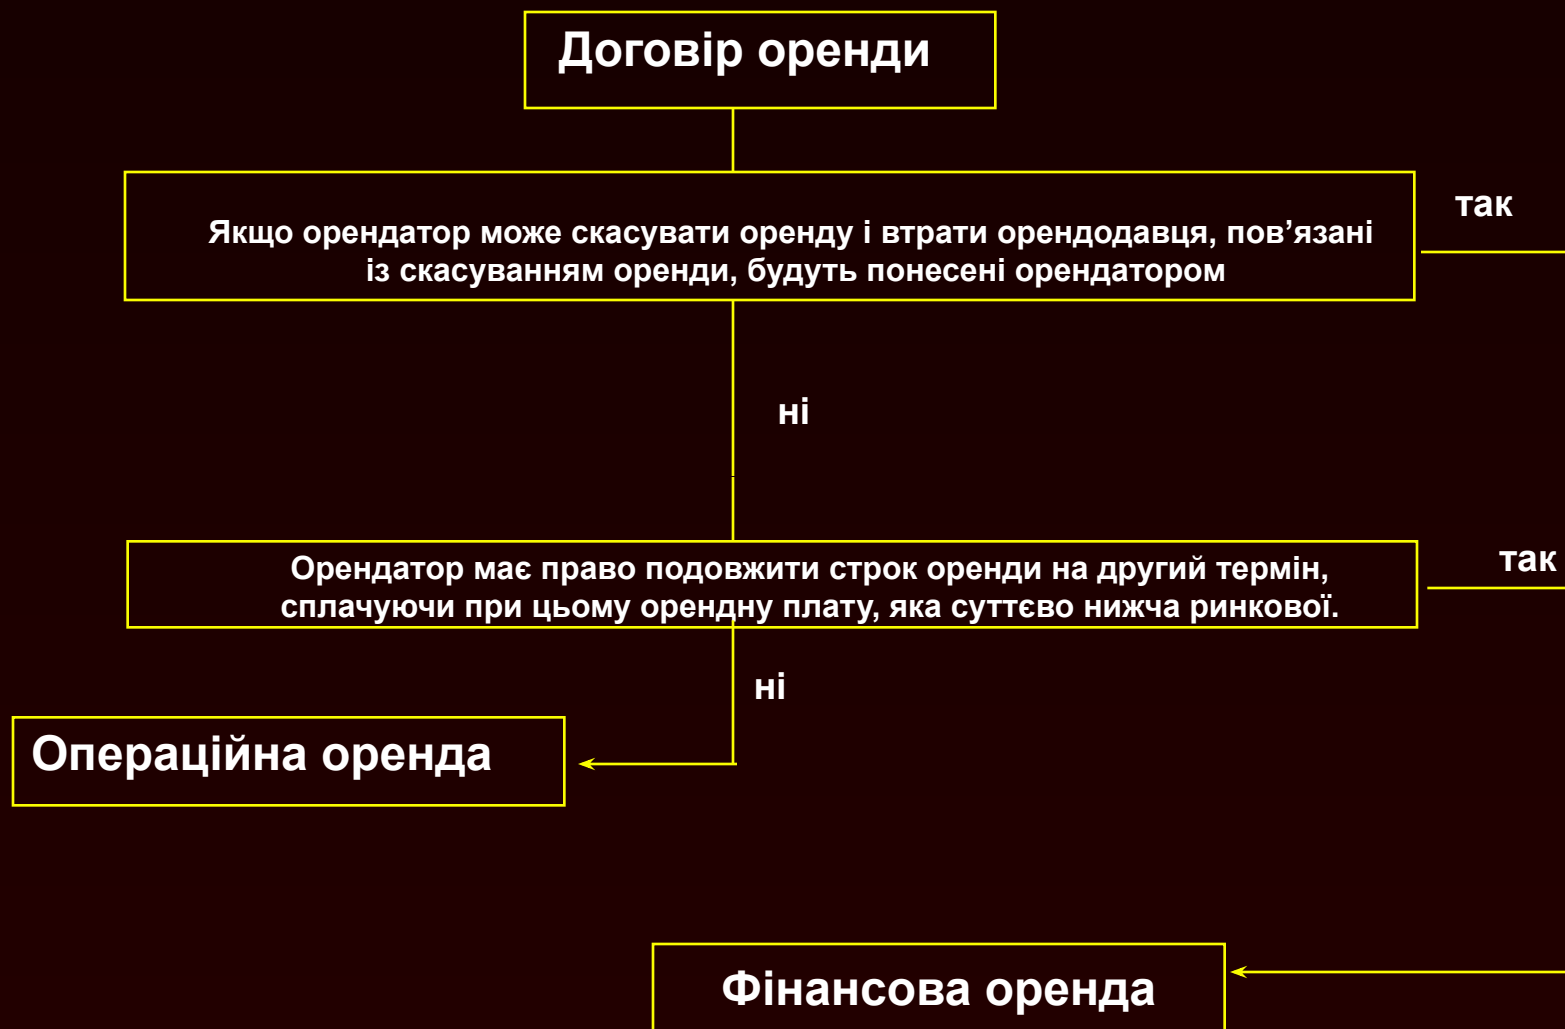 Договір оренди
так
Якщо орендатор може скасувати оренду і втрати орендодавця, пов’язані
із скасуванням оренди, будуть понесені орендатором
ні
так
Орендатор має право подовжити строк оренди на другий термін,
сплачуючи при цьому орендну плату, яка суттєво нижча ринкової.
ні
Операційна оренда
Фінансова оренда